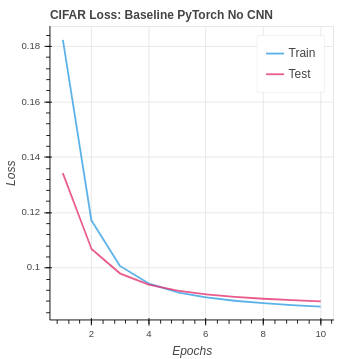 CIFAR Loss: Baseline PyTorch No CNN
Train
Test
0.18
0.16
0.14
0.12
0.1
Loss
2 4 6 8 10
Epochs